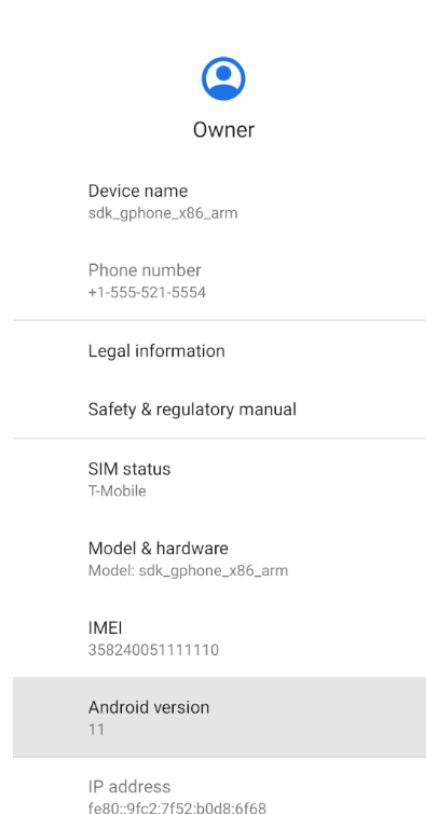 Owner
Device name
sdk_gphone_x86_arm
Phone number
+1-555-521-5554
Legal information
Safety & regulatory manual
SIM status
T-Mobile
Model & hardware
Model: sdk_gphone_x86_arm
IMEI
358240051111110
Android version
11
IP address
fe80::9fc2:7f52:b0d8:6f68